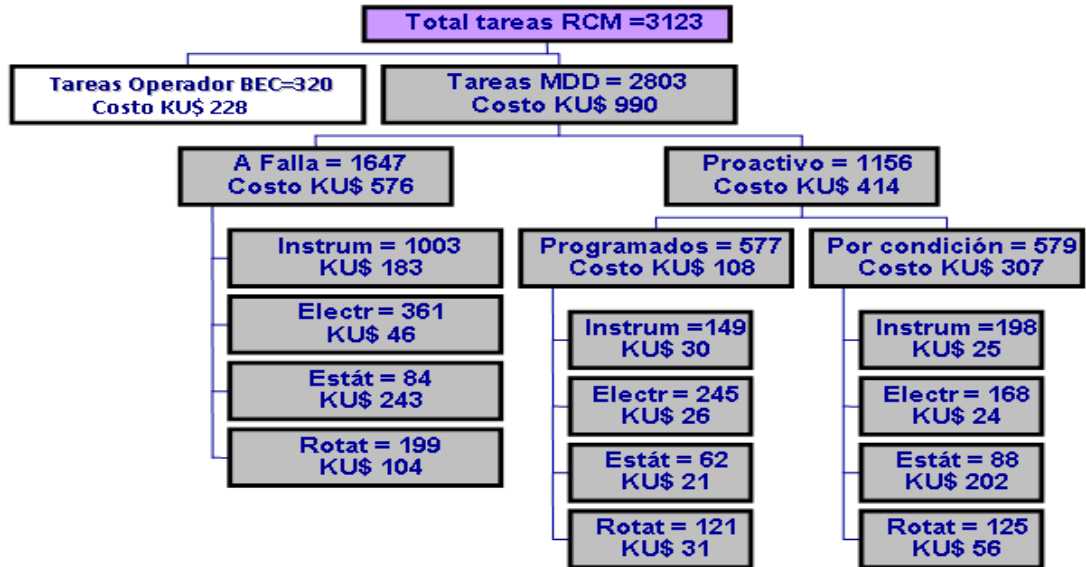 Total tareas RCM =3123
Tareas Operador BEC=320
Costo KU$ 228
Tareas MDD = 2803
Costo KU$ 990
A Falla = 1647
Costo KU$ 576
Proactivo = 1156
Costo KU$ 414
Instrum = 1003
KU$ 183
Electr = 361
KU$ 46
Estát = 84
KU$ 243
Rotat = 199
KU$ 104
Programados = 577
Costo KU$ 108
Instrum =149
KU$ 30
Electr = 245
KU$ 26
Estát = 62
KU$ 21
Rotat = 121
KU$ 31
Por condición = 579
Costo KU$ 307
Instrum =198
KU$ 25
Electr = 168
KU$ 24
Estát = 88
KU$ 202
Rotat = 125
KU$ 56